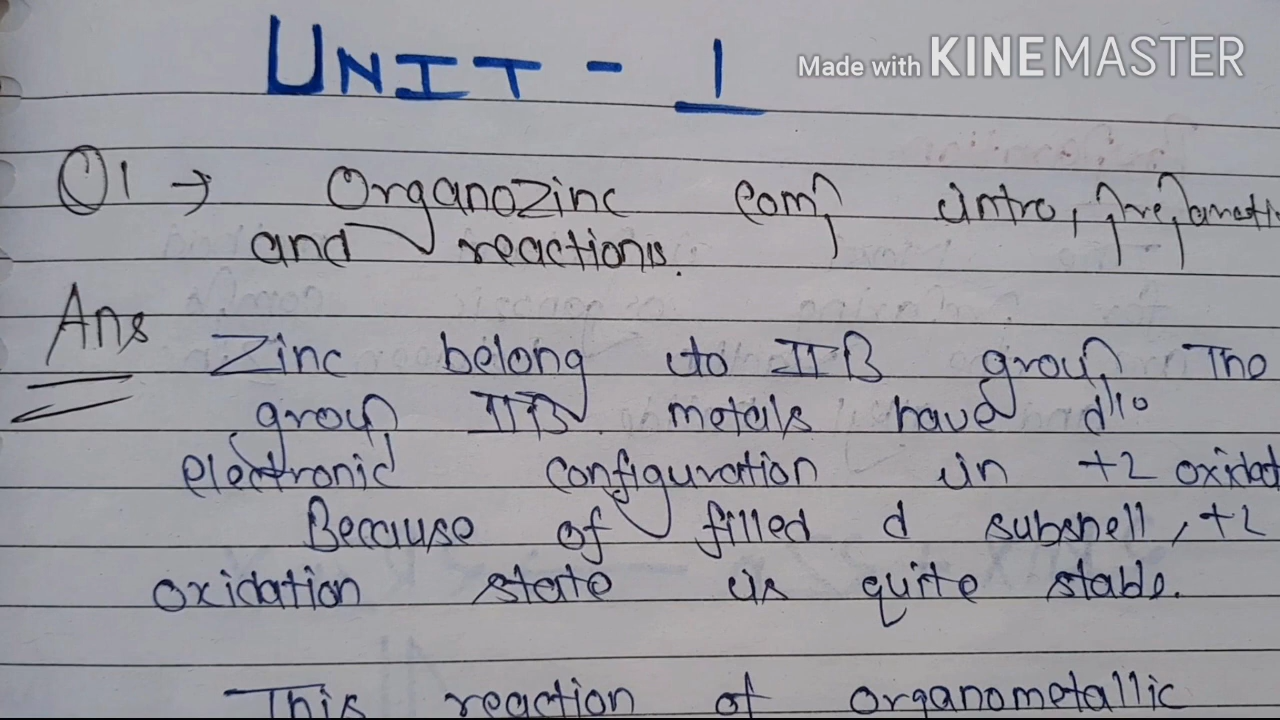 UNIT - 1
Made with KINEMASTER
Q1 → Organozinc comp intro, preparati
and reactions.
Ans
Zinc belong to IIB group The
group IIB metals have d10
electronic configuration in +2 oxidat
Because of filled d subshell, +2
oxidation state is quite stable.
This reaction of organometallic